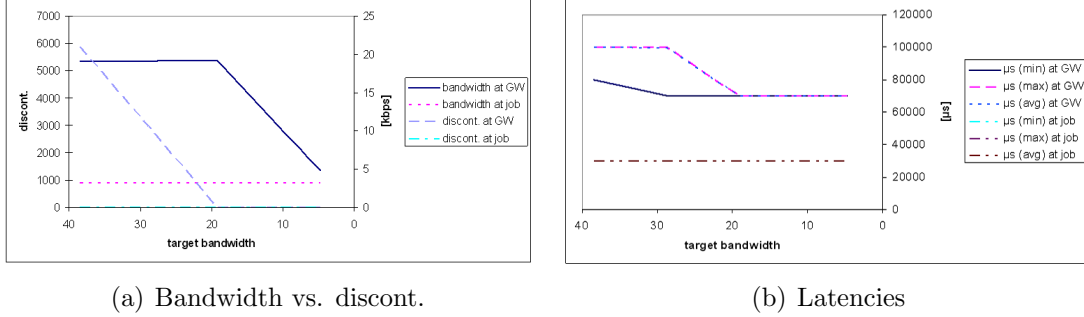 7000
6000
5000
4000
3000
2000
1000
0
discont.
25
20
15
10
5
0
[kbps]
40 30 20 10 0
target bandwidth
bandwidth at GW
bandwidth at job
discont. at GW
discont. at job
(a) Bandwidth vs. discont.
120000
100000
80000
60000
40000
20000
0
[µs]
40 30 20 10 0
target bandwidth
µs (min) at GW
µs (max) at GW
µs (avg) at GW
µs (min) at job
µs (max) at job
µs (avg) at job
(b) Latencies